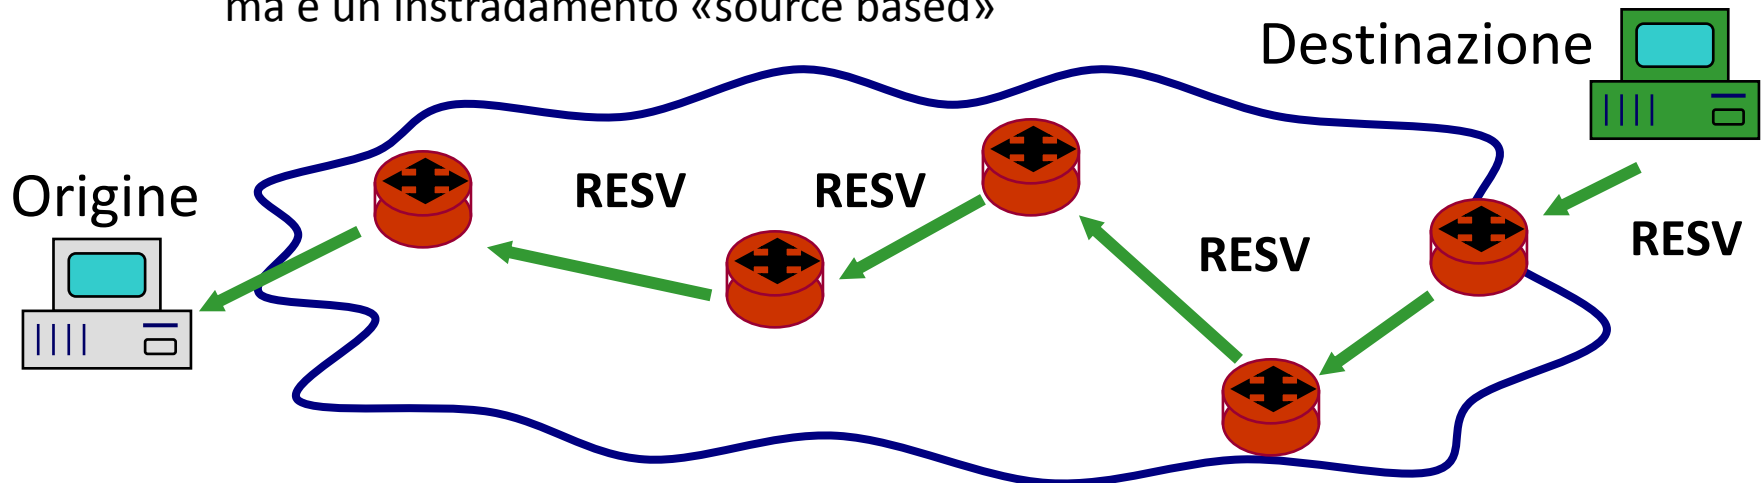 ma è un instradamento «source based»
Destinazione
Origine
RESV
RESV
RESV
RESV